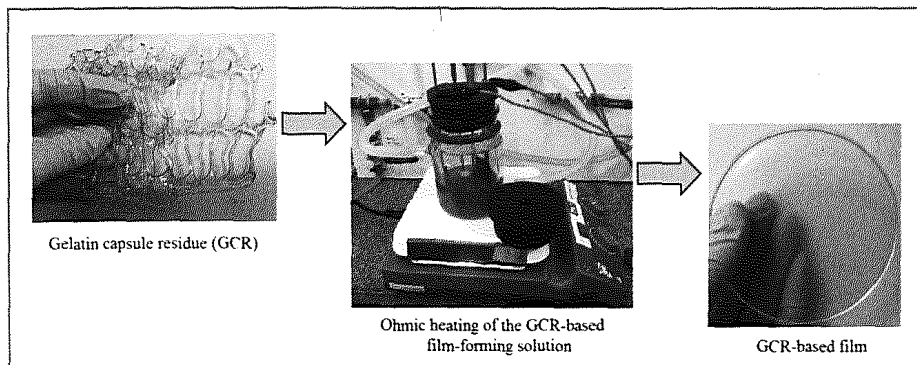 Gelatin capsule residue (GCR)
Ohmic heating of the GCR-based
film-forming solution
GCR-based film